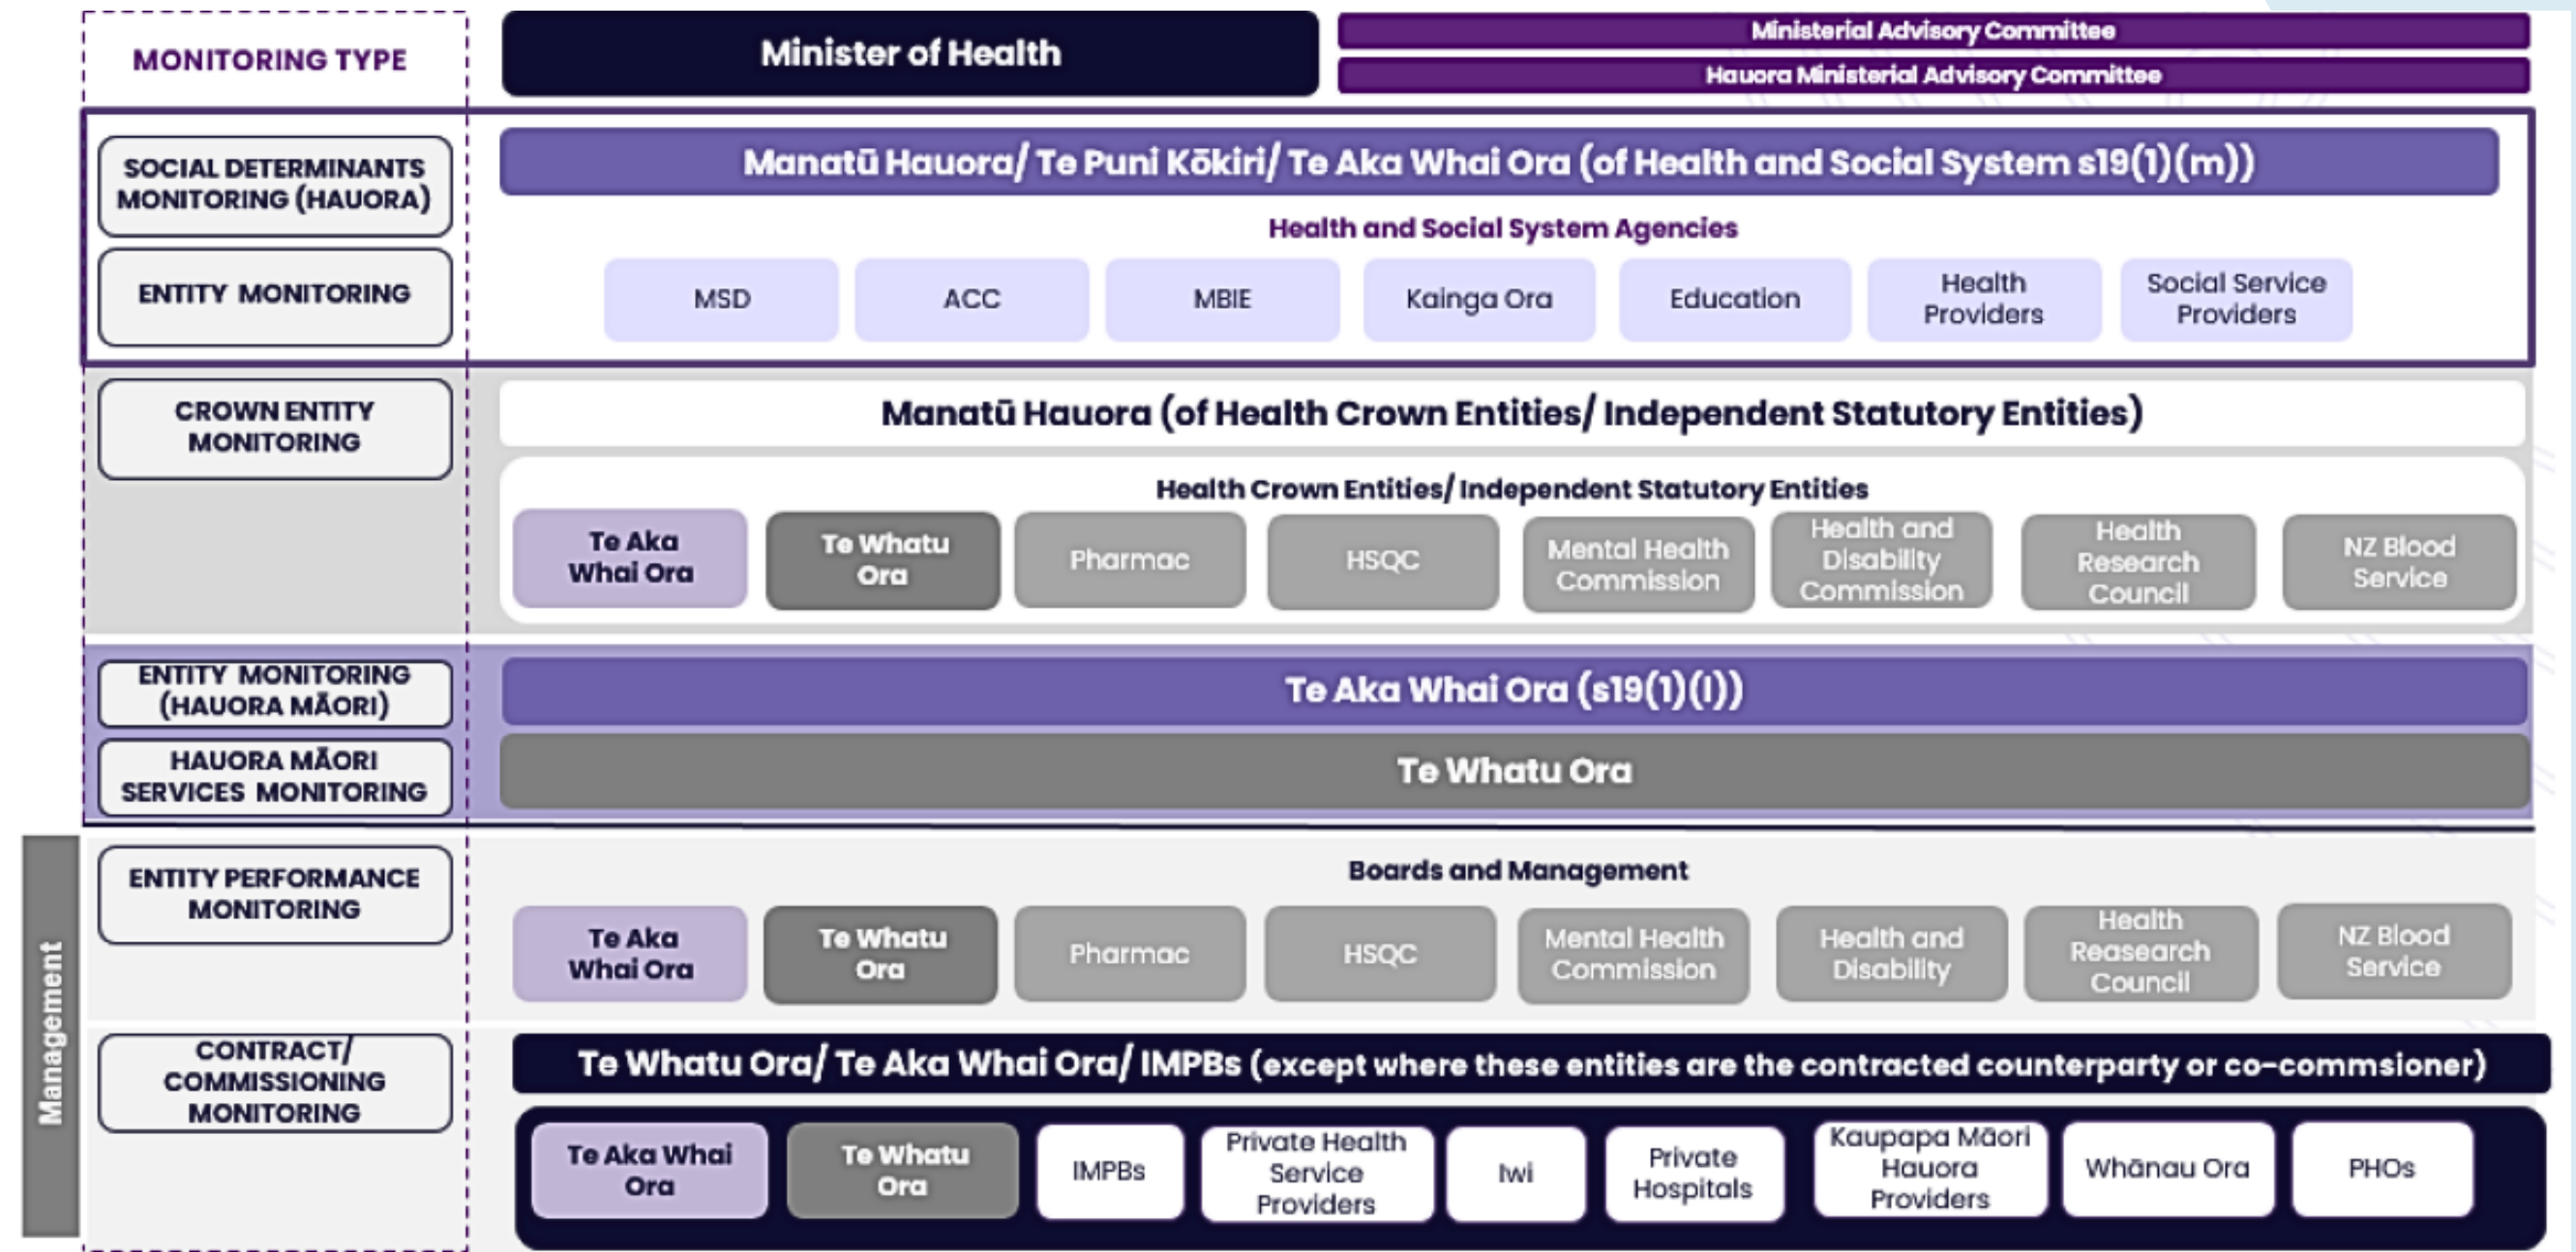 MONITORING TYPE
Minister of Health
Ministerial Advisory Committee
Hauora Ministerial Advisory Committee
SOCIAL DETERMINANTS
MONITORING (HAUORA)
Manatū Hauora/ Te Puni Kōkiri/ Te Aka Whai Ora (of Health and Social System s19(1)(m))
Health and Social System Agencies
ENTITY MONITORING
MSD
ACC
MBIE
Kainga Ora
Education
Health
Providers
Social Service
Providers
CROWN ENTITY
MONITORING
Manatū Hauora (of Health Crown Entities/ Independent Statutory Entities)
Health Crown Entities/ Independent Statutory Entities
Te Aka
Whai Ora
Te Whatu
Ora
Pharmac
HSQC
Mental Health
Commission
Health and
Disability
Commission
Health
Research
Council
NZ Blood
Service
ENTITY MONITORING
(HAUORA MĀORI)
Te Aka Whai Ora (s19(1)(l))
HAUORA MĀORI
SERVICES MONITORING
Te Whatu Ora
Management
ENTITY PERFORMANCE
MONITORING
Boards and Management
Te Aka
Whai Ora
Te Whatu
Ora
Pharmac
HSQC
Mental Health
Commission
Health and
Disability
Health
Reasearch
Council
NZ Blood
Service
CONTRACT/
COMMISSIONING
MONITORING
Te Whatu Ora/ Te Aka Whai Ora/ IMPBs (except where these entities are the contracted counterparty or co-commsioner)
Te Aka Whai
Ora
Te Whatu
Ora
IMPBs
Private Health
Service
Providers
Iwi
Private
Hospitals
Kaupapa Māori
Hauora
Providers
Whānau Ora
PHOs